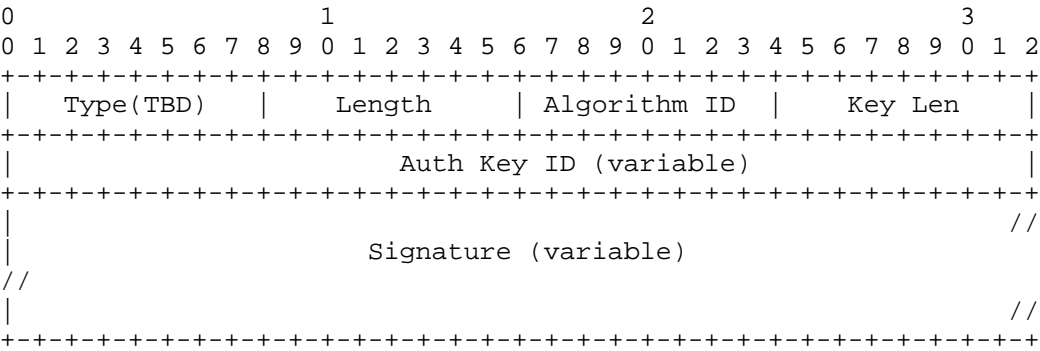 0                   1                   2                   3
0 1 2 3 4 5 6 7 8 9 0 1 2 3 4 5 6 7 8 9 0 1 2 3 4 5 6 7 8 9 0 1 2
+-+-+-+-+-+-+-+-+-+-+-+-+-+-+-+-+-+-+-+-+-+-+-+-+-+-+-+-+-+-+-+-+
|   Type(TBD)   |    Length     | Algorithm ID  |    Key Len    |
+-+-+-+-+-+-+-+-+-+-+-+-+-+-+-+-+-+-+-+-+-+-+-+-+-+-+-+-+-+-+-+-+
|                        Auth Key ID (variable)                 |
+-+-+-+-+-+-+-+-+-+-+-+-+-+-+-+-+-+-+-+-+-+-+-+-+-+-+-+-+-+-+-+-+
|                                                              //
|                      Signature (variable)
//
|                                                              //
+-+-+-+-+-+-+-+-+-+-+-+-+-+-+-+-+-+-+-+-+-+-+-+-+-+-+-+-+-+-+-+-+